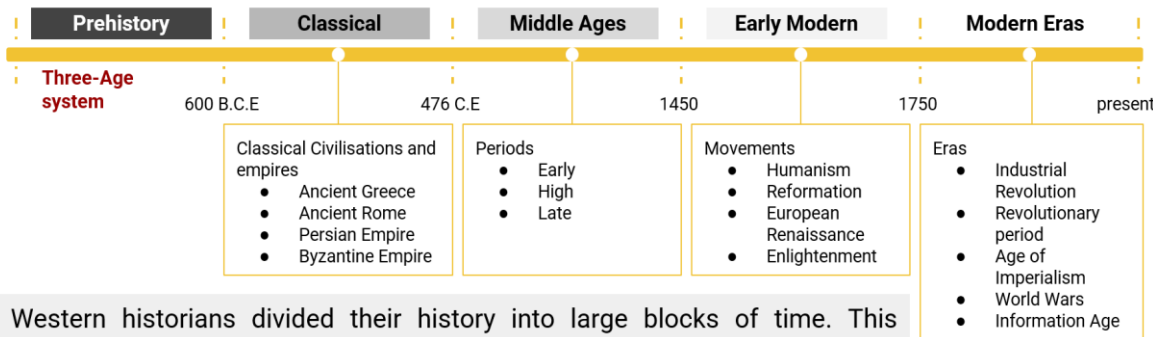 Prehistory
Classical
Middle Ages
Early Modern
Modern Eras
Three-Age
system
600 B.C.E
476 C.E
1450
1750
present
Classical Civilisations and
empires
● Ancient Greece
● Ancient Rome
● Persian Empire
● Byzantine Empire
Periods
● Early
● High
● Late
Movements
● Humanism
● Reformation
● European
Renaissance
● Enlightenment
Eras
● Industrial
Revolution
● Revolutionary
period
● Age of
Imperialism
● World Wars
● Information Age
Western historians divided their history into large blocks of time. This